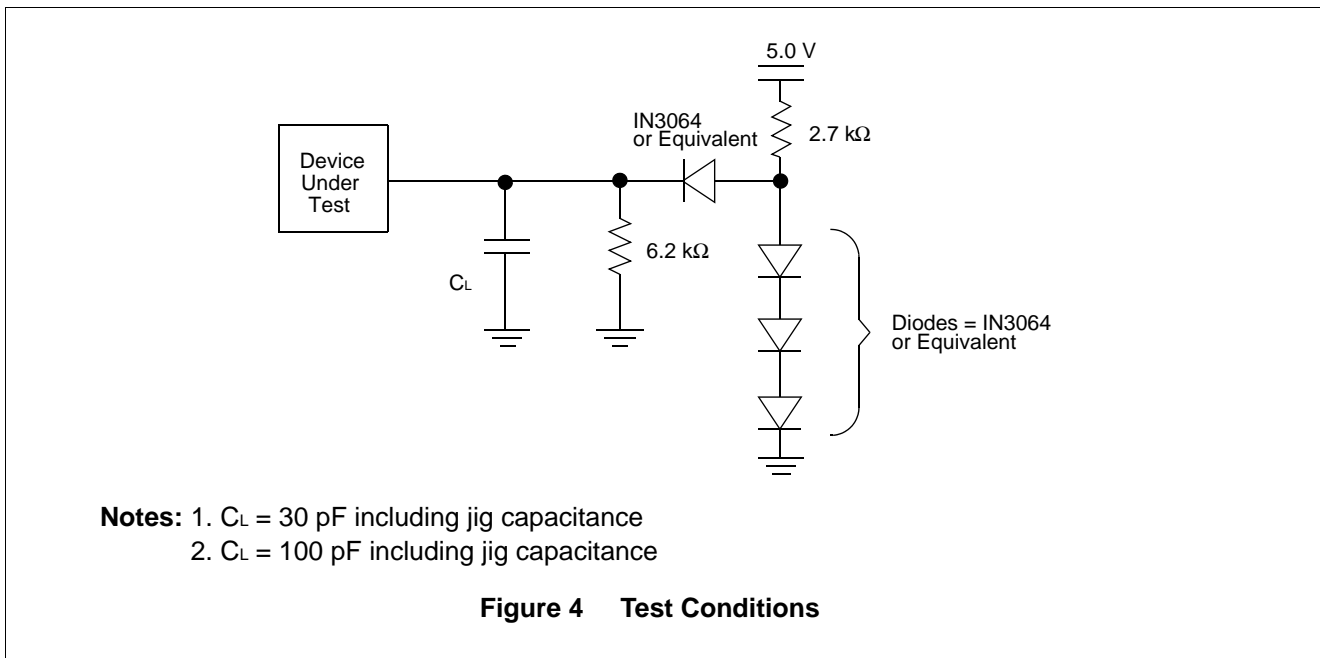 5.0 V
IN3064
or Equivalent
2.7 kΩ
Device
Under
Test
6.2 kΩ
CL
Diodes = IN3064
or Equivalent
Notes: 1. CL = 30 pF including jig capacitance
2. CL = 100 pF including jig capacitance
Figure 4 Test Conditions